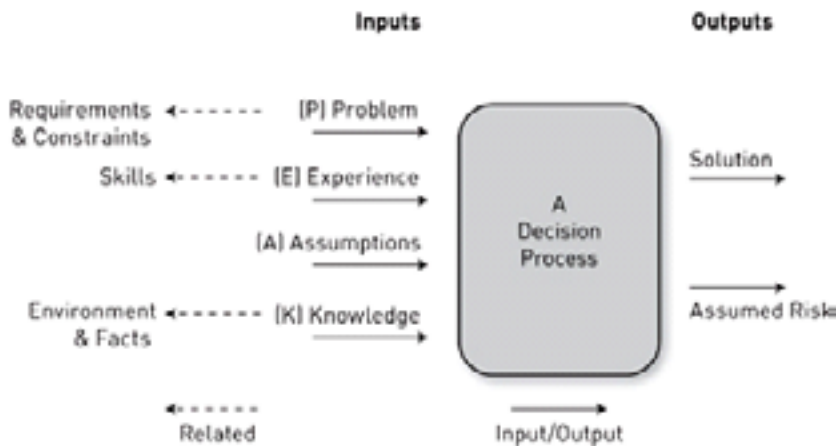 Inputs
Outputs
Requirements
& Constraints
(P) Problem
Skills
(E) Experience
(A) Assumptions
Environment
& Facts
(K) Knowledge
A
Decision
Process
Solution
Assumed Risk
Related
Input/Output